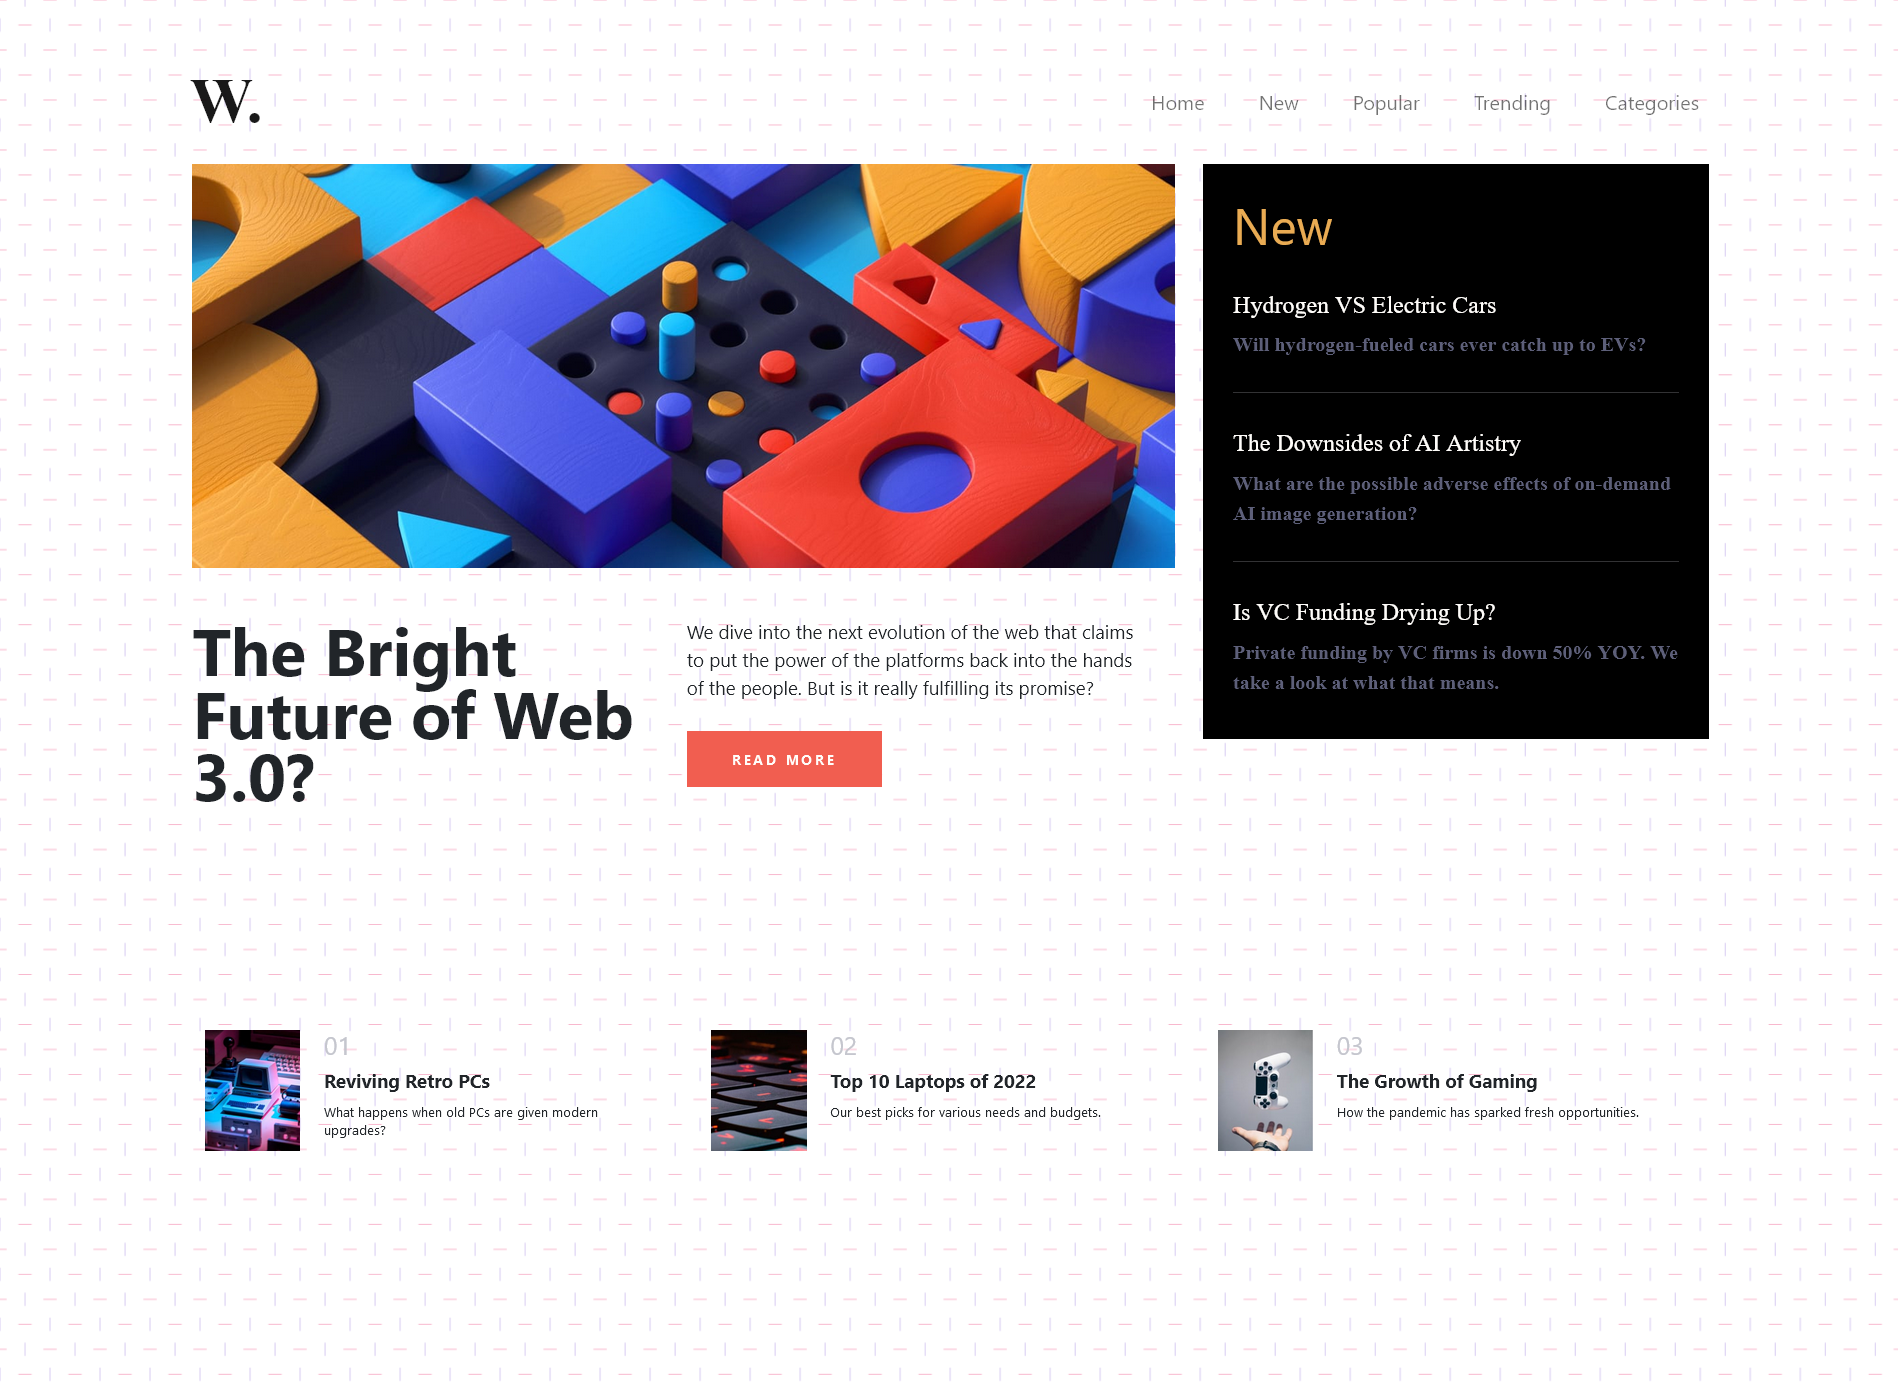 W.
Home New Popular Trending Categories
New
Hydrogen VS Electric Cars
Will hydrogen-fueled cars ever catch up to EVs?
The Downsides of AI Artistry
What are the possible adverse effects of on-demand
AI image generation?
Is VC Funding Drying Up?
Private funding by VC firms is down 50% YOY. We
take a look at what that means.
The Bright
Future of Web
3.0?
We dive into the next evolution of the web that claims
to put the power of the platforms back into the hands
of the people. But is it really fulfilling its promise?
READ MORE
01
Reviving Retro PCs
What happens when old PCs are given modern
upgrades?
02
Top 10 Laptops of 2022
Our best picks for various needs and budgets.
03
The Growth of Gaming
How the pandemic has sparked fresh opportunities.